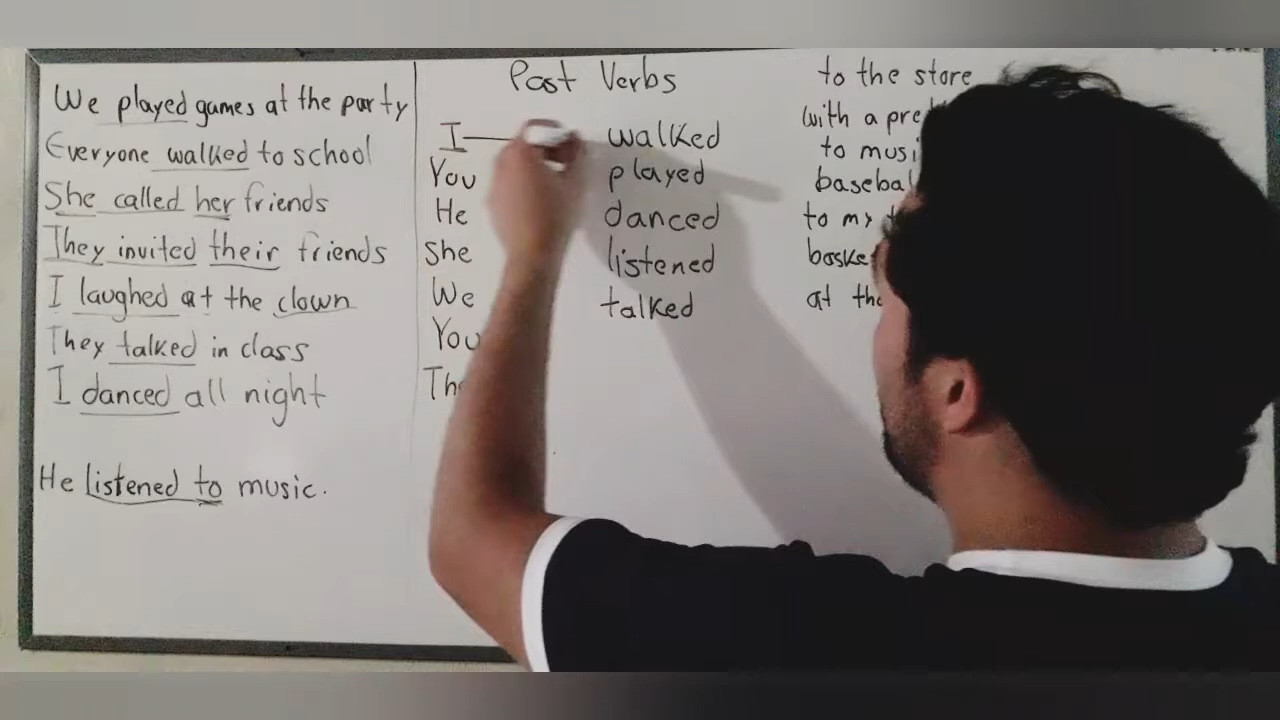 We played games at the party
Everyone walked to school
She called her friends
They invited their friends
I laughed at the clown
They talked in class
I danced all night
He listened to music.
Past Verbs
I
You
He
She
We
You
walked
played
danced
listened
talked
to the store
with a
to
to my
at